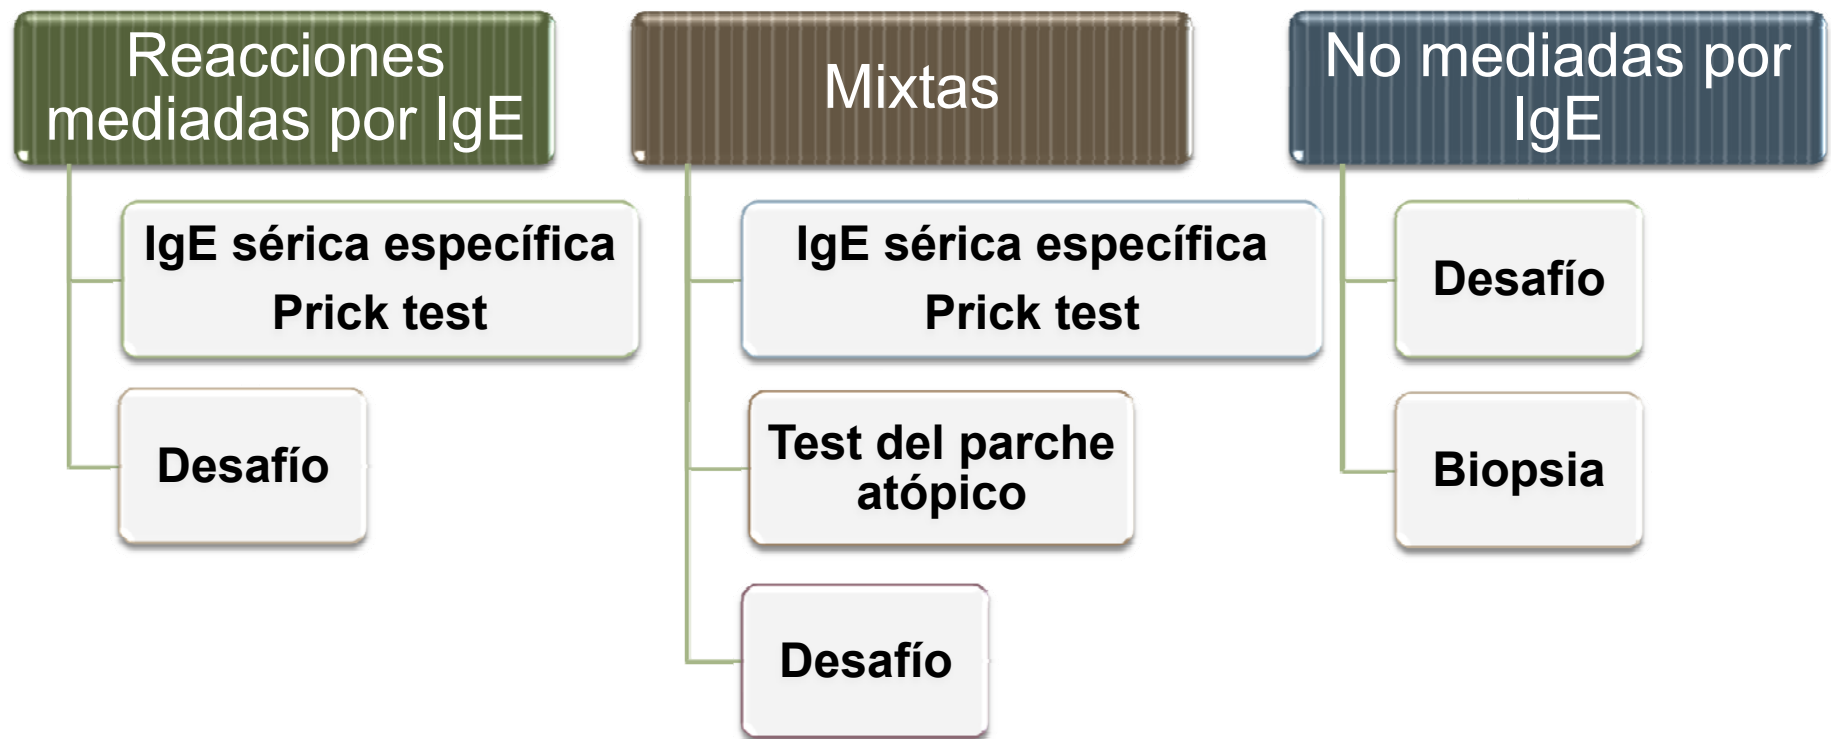 Reacciones
mediadas por IgE
IgE sérica específica
Prick test
Desafío
Mixtas
IgE sérica específica
Prick test
Test del parche
atópico
Desafío
No mediadas por
IgE
Desafío
Biopsia